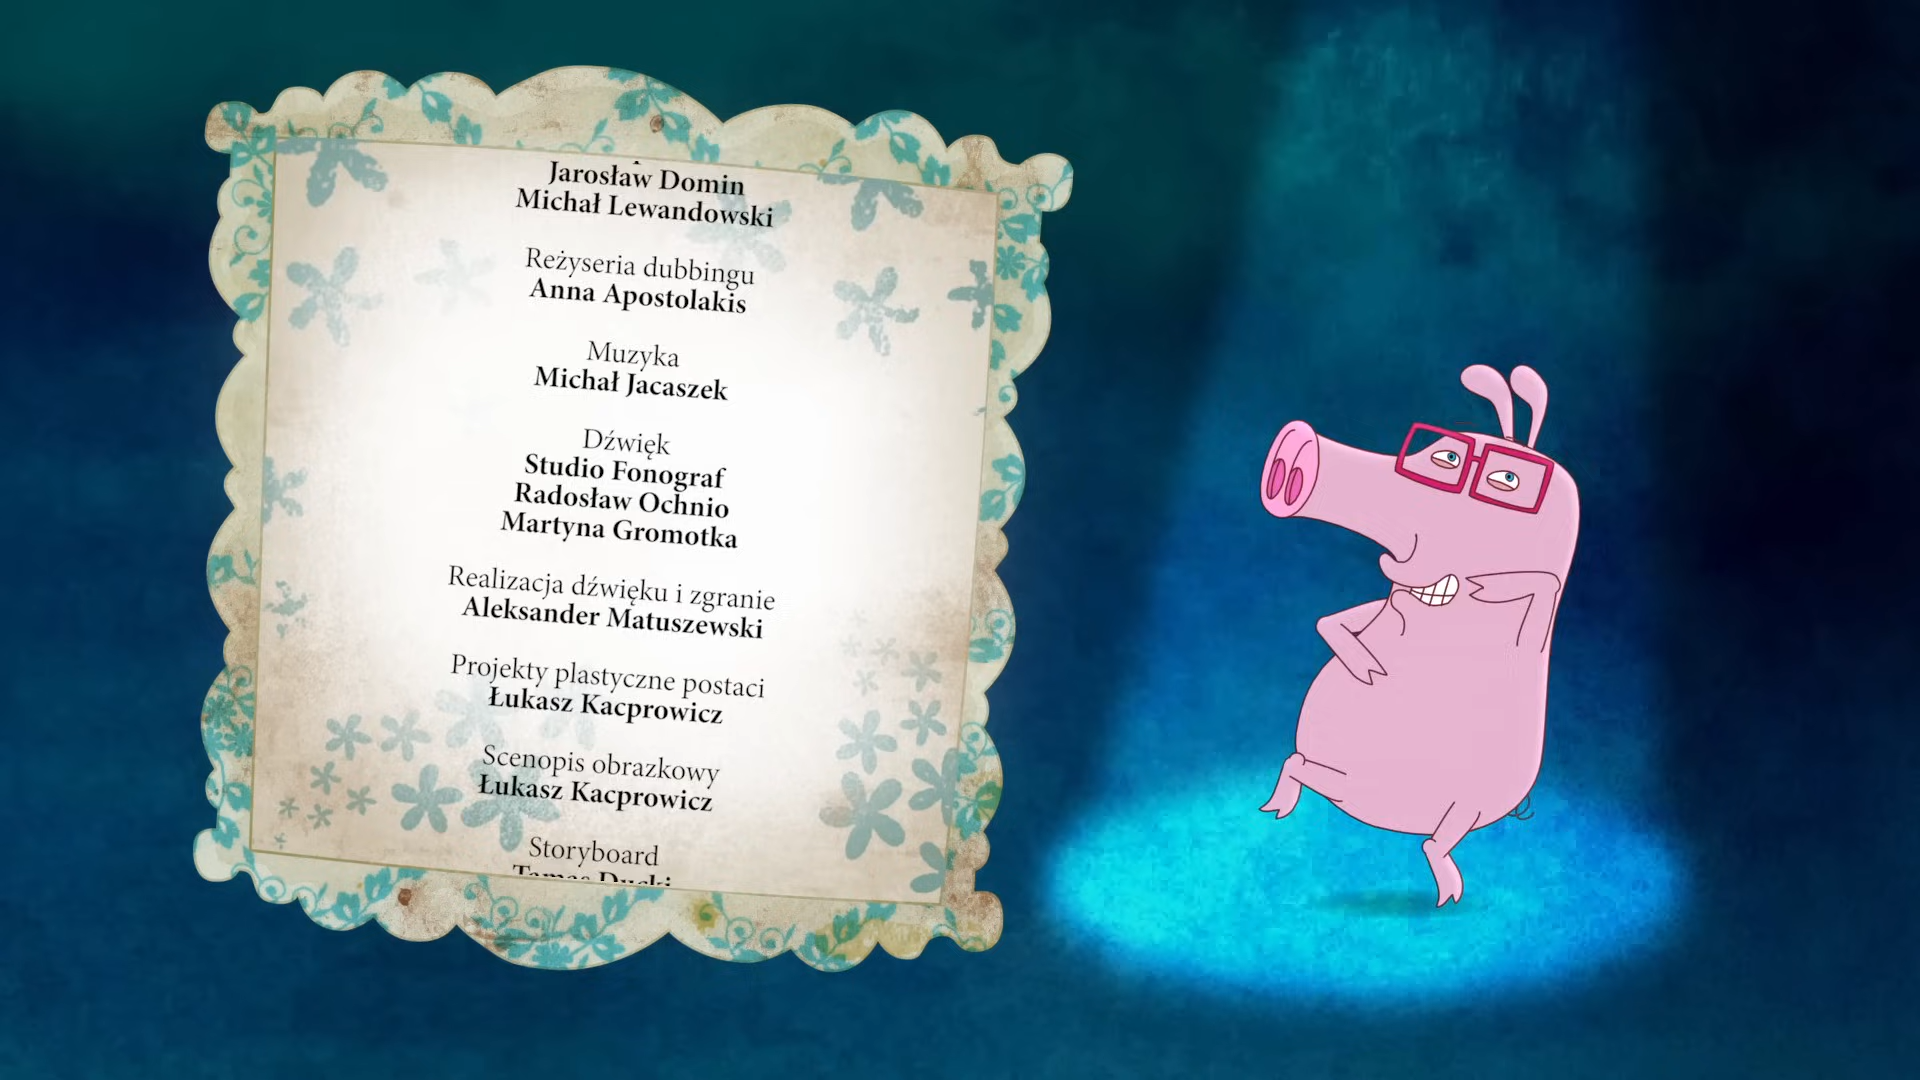 Jarosław Domin
Michał Lewandowski
Reżyseria dubbingu
Anna Apostolakis
Muzyka
Michał Jacaszek
Dźwięk
Studio Fonograf
Radosław Ochnio
Martyna Gromotka
Realizacja dźwięku i zgranie
Aleksander Matuszewski
Projekty plastyczne postaci
Łukasz Kacprowicz
Scenopis obrazkowy
Łukasz Kacprowicz
Storyboard